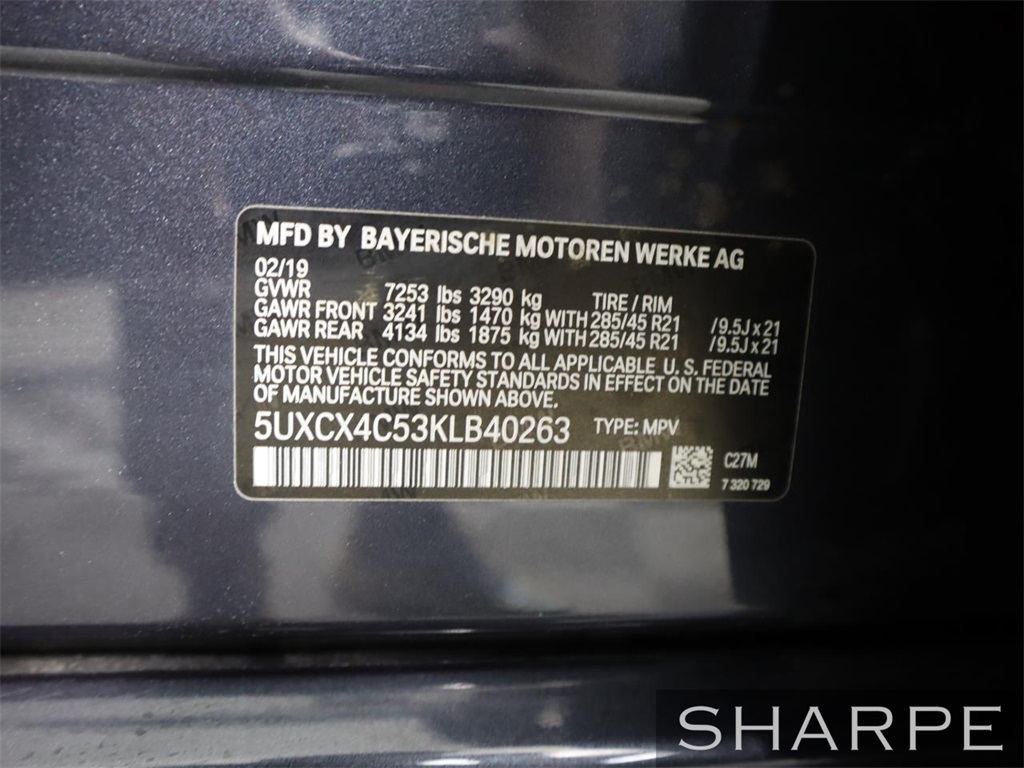 MFD BY BAYERISCHE MOTOREN WERKE AG
02/19
GVWR 7253 lbs 3290 kg TIRE / RIM
GAWR FRONT 3241 lbs 1470 kg WITH 285/45 R21 /9.5J x 21
GAWR REAR 4134 lbs 1875 kg WITH 285/45 R21 /9.5J x 21
THIS VEHICLE CONFORMS TO ALL APPLICABLE U. S. FEDERAL
MOTOR VEHICLE SAFETY STANDARDS IN EFFECT ON THE DATE
OF MANUFACTURE SHOWN ABOVE.
5UXCX4C53KLB40263 TYPE: MPV
C27M
7 320 729
SHARPE